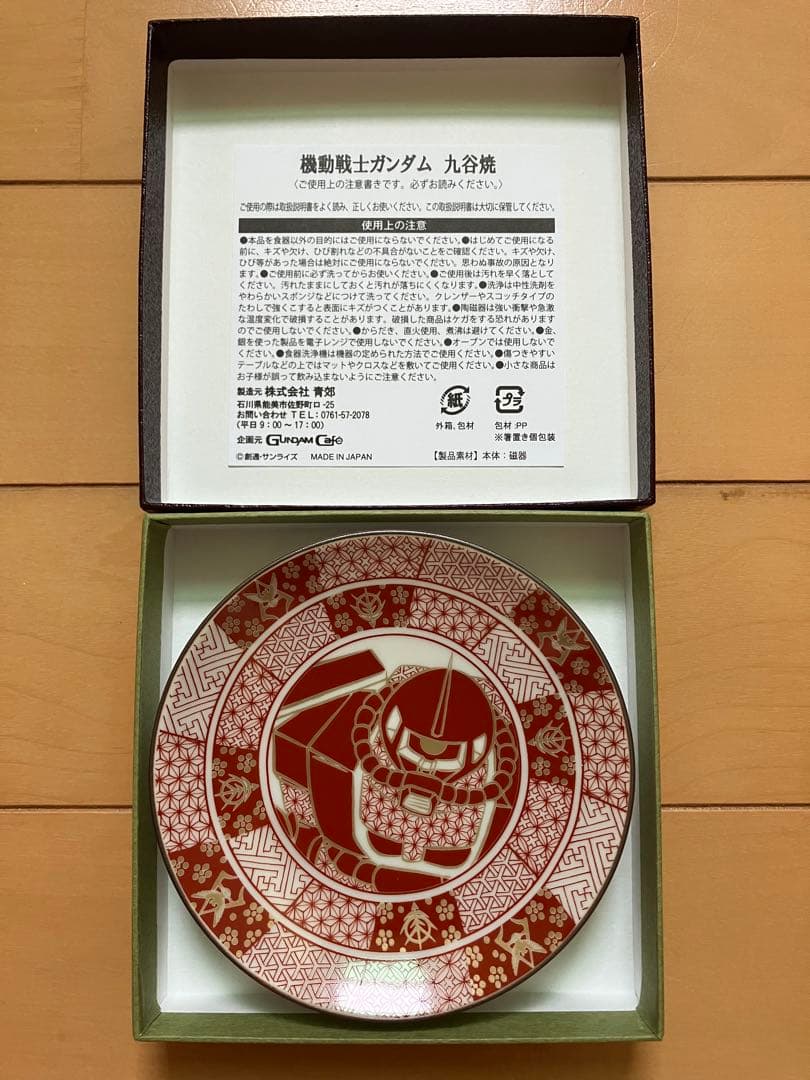 機動戦士ガンダム 九谷焼
（ご使用上の注意書きです。必ずお読みください。）
ご使用の際は取扱説明書をよく読み、正しくお使いください。この取扱説明書は大切に保管してください。
使用上の注意
●本品を食器以外の目的にはご使用にならないでください。●はじめてご使用になる
前に、キズや欠け、ひび割れなどの不具合がないことをご確認ください。キズや欠け、
ひび等があった場合は絶対にご使用にならないでください。思わぬ事故の原因となりま
す。●ご使用前に必ず洗ってからお使いください。●ご使用後は汚れを早く落として
ください。汚れたままにしておくと汚れが落ちにくくなります。●洗浄は中性洗剤を
やわらかいスポンジなどにつけて洗ってください。クレンザーやスコッチタイプの
たわしで強くこすると表面にキズがつくことがあります。●陶磁器は強い衝撃や急激
な温度変化で破損することがあります。破損した商品はケガをする恐れがあります
のでご使用しないでください。●からだき、直火使用、煮沸は避けてください。●金、
銀を使った製品を電子レンジで使用しないでください。●オーブンでは使用しないで
ください。●食器洗浄機は機器の定められた方法でご使用ください。●傷つきやすい
テーブルなどの上ではマットやクロスなどを敷いてご使用ください。●小さな商品は
お子様が誤って飲み込まないようにご注意ください。
製造元 株式会社 青郊
石川県能美市佐野町ロ-25
お問い合わせ TEL：0761-57-2078
（平日 9：00 ～ 17：00）
企画元 GUNDAM Café
©創通・サンライズ MADE IN JAPAN
紙
外箱、包材
プラ
包材：PP
※箸置き個包装
【製品素材】本体：磁器